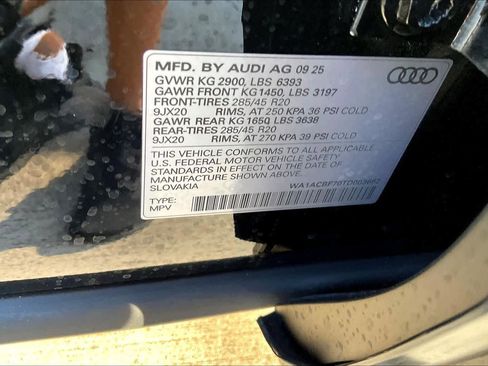 MFD. BY AUDI AG 09 25
GVWR KG 2900, LBS 6393
GAWR FRONT KG 1450, LBS 3197
FRONT-TIRES 285/45 R20
9JX20 RIMS, AT 250 KPA 36 PSI COLD
GAWR REAR KG 1650, LBS 3638
REAR-TIRES 285/45 R20
9JX20 RIMS, AT 270 KPA 39 PSI COLD
THIS VEHICLE CONFORMS TO ALL APPLICABLE
U.S. FEDERAL MOTOR VEHICLE SAFETY
STANDARDS IN EFFECT ON THE DATE OF
MANUFACTURE SHOWN ABOVE.
SLOVAKIA
TYPE:
MPV